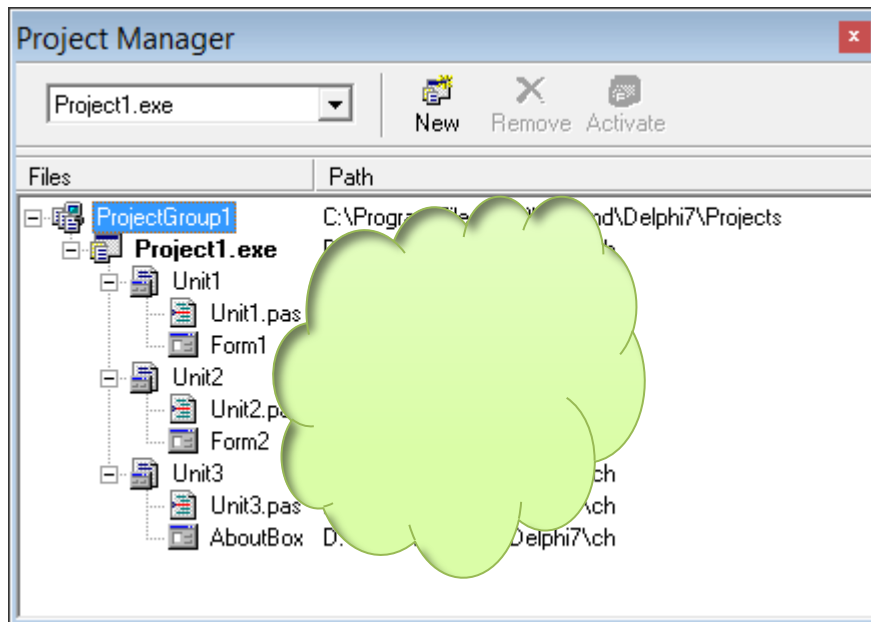 Project Manager
Project1.exe
New Remove Activate
Files Path
ProjectGroup1 nd\Delphi7\Projects
Project1.exe
Unit1
Unit1.pas
Form1
Unit2
Form2
Unit3 ch
Unit3.pas \ch
AboutBox Delphi7\ch